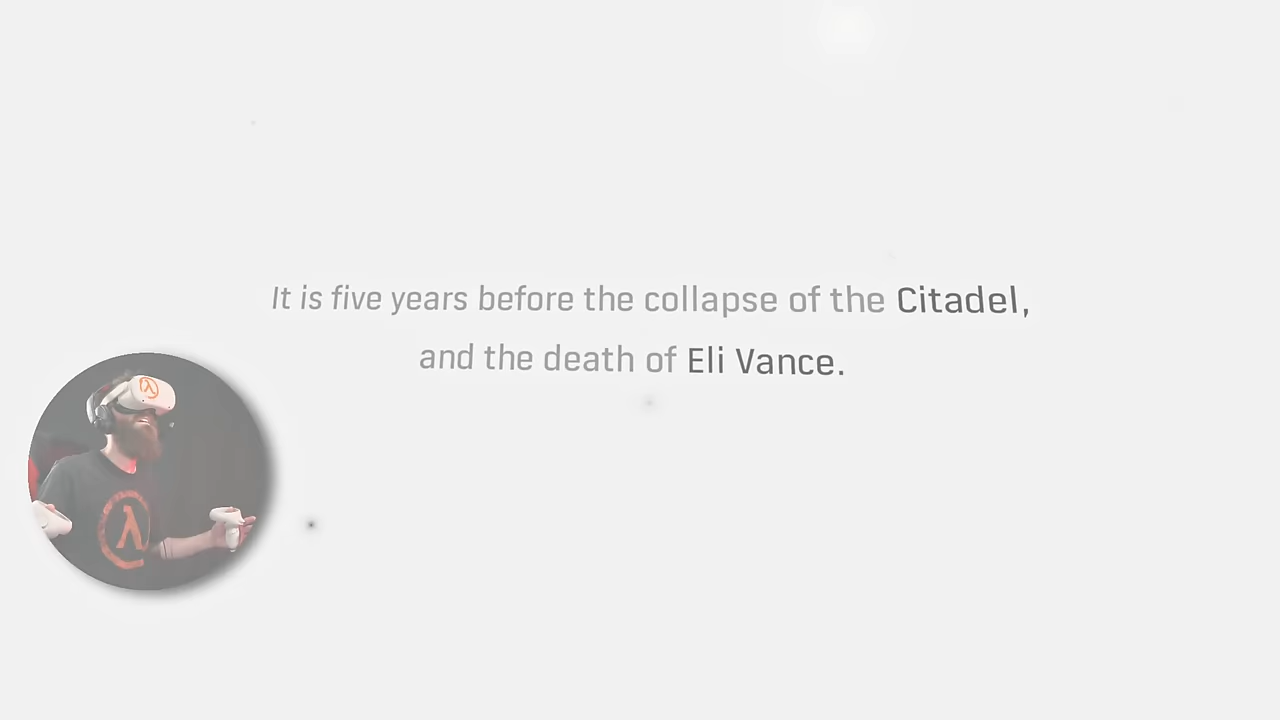 It is five years before the collapse of the Citadel,
and the death of Eli Vance.